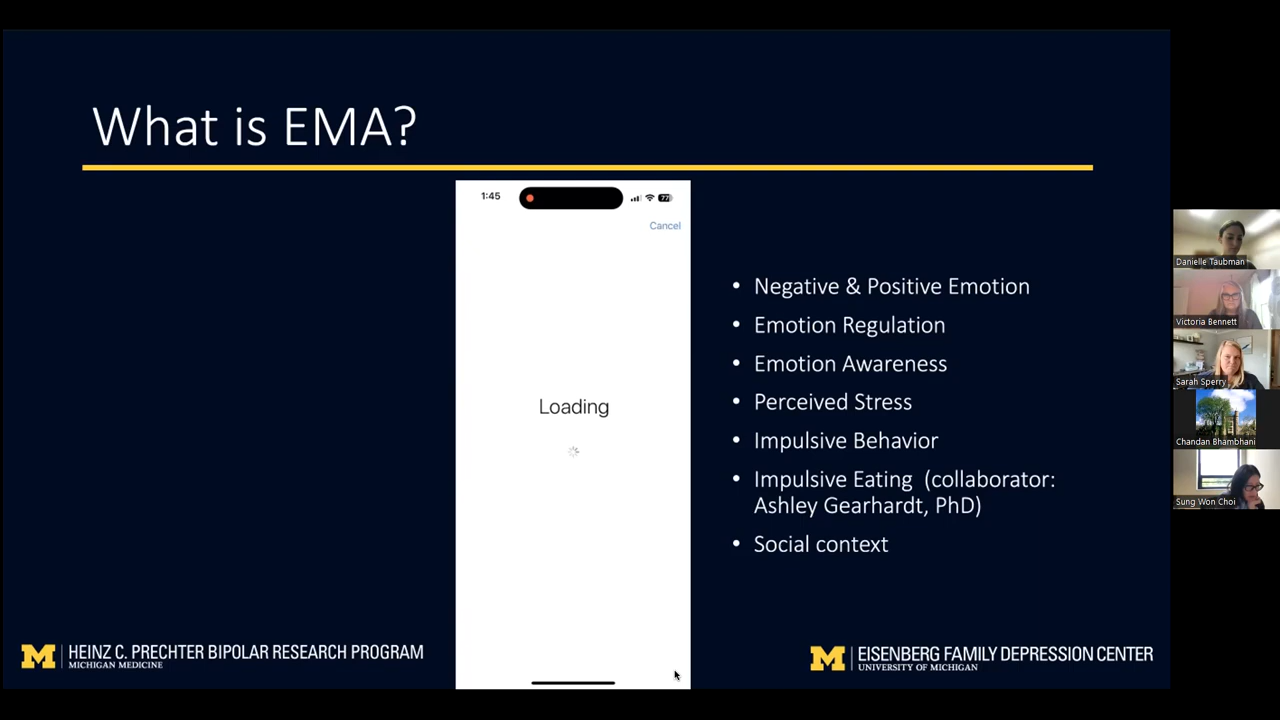 What is EMA?
1:45
77
Cancel
Loading
• Negative & Positive Emotion
• Emotion Regulation
• Emotion Awareness
• Perceived Stress
• Impulsive Behavior
• Impulsive Eating (collaborator:
Ashley Gearhardt, PhD)
• Social context
M HEINZ C. PRECHTER BIPOLAR RESEARCH PROGRAM
MICHIGAN MEDICINE
M EISENBERG FAMILY DEPRESSION CENTER
UNIVERSITY OF MICHIGAN
Danielle Taubman
Victoria Bennett
Sarah Sperry
Chandan Bhambhani
Sung Won Choi